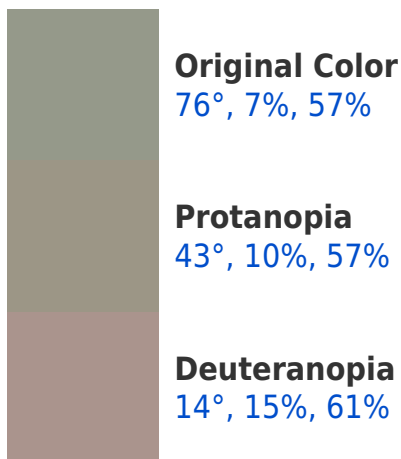 Original Color
76°, 7%, 57%
Protanopia
43°, 10%, 57%
Deuteranopia
14°, 15%, 61%